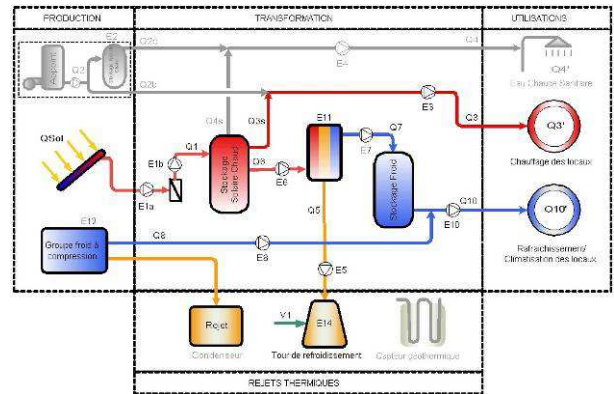 PRODUCTION
TRANSFORMATION
UTILISATIONS
E2
Q2c
Q4
Appoint
Q2
E4
Q4'
Eau Chaude Sanitaire
Q2b
E3
Q3
Q3'
Chauffage des locaux
QSol
Q1
E1b
E1a
Q4s
Q3s
Stockage Solaire Chaud
Q6
E6
E11
E7
Q7
Stockage Froid
Q5
Q10
E10
Q10'
Rafraichissement/
Climatisation des locaux
E13
Groupe froid à
compression
Q8
E8
E5
Rejet
Condenseur
V1
E14
Tour de refroidissement
Capteur géothermique
REJETS THERMIQUES